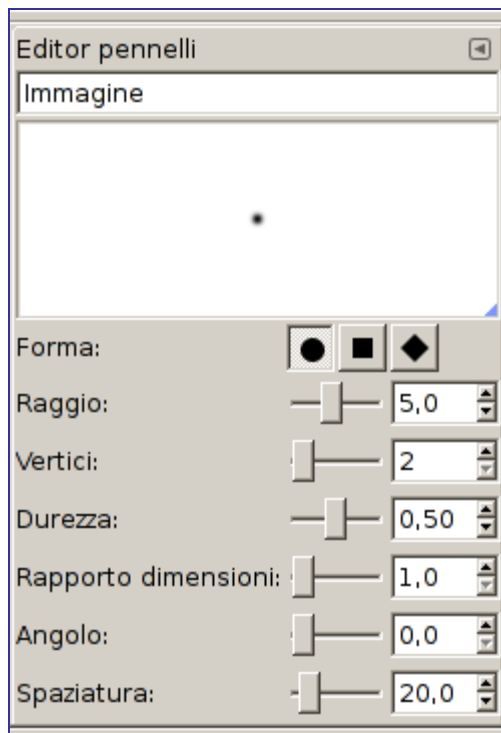 Editor pennelli
Immagine
Forma:
Raggio: 5,0
Vertici: 2
Durezza: 0,50
Rapporto dimensioni: 1,0
Angolo: 0,0
Spaziatura: 20,0